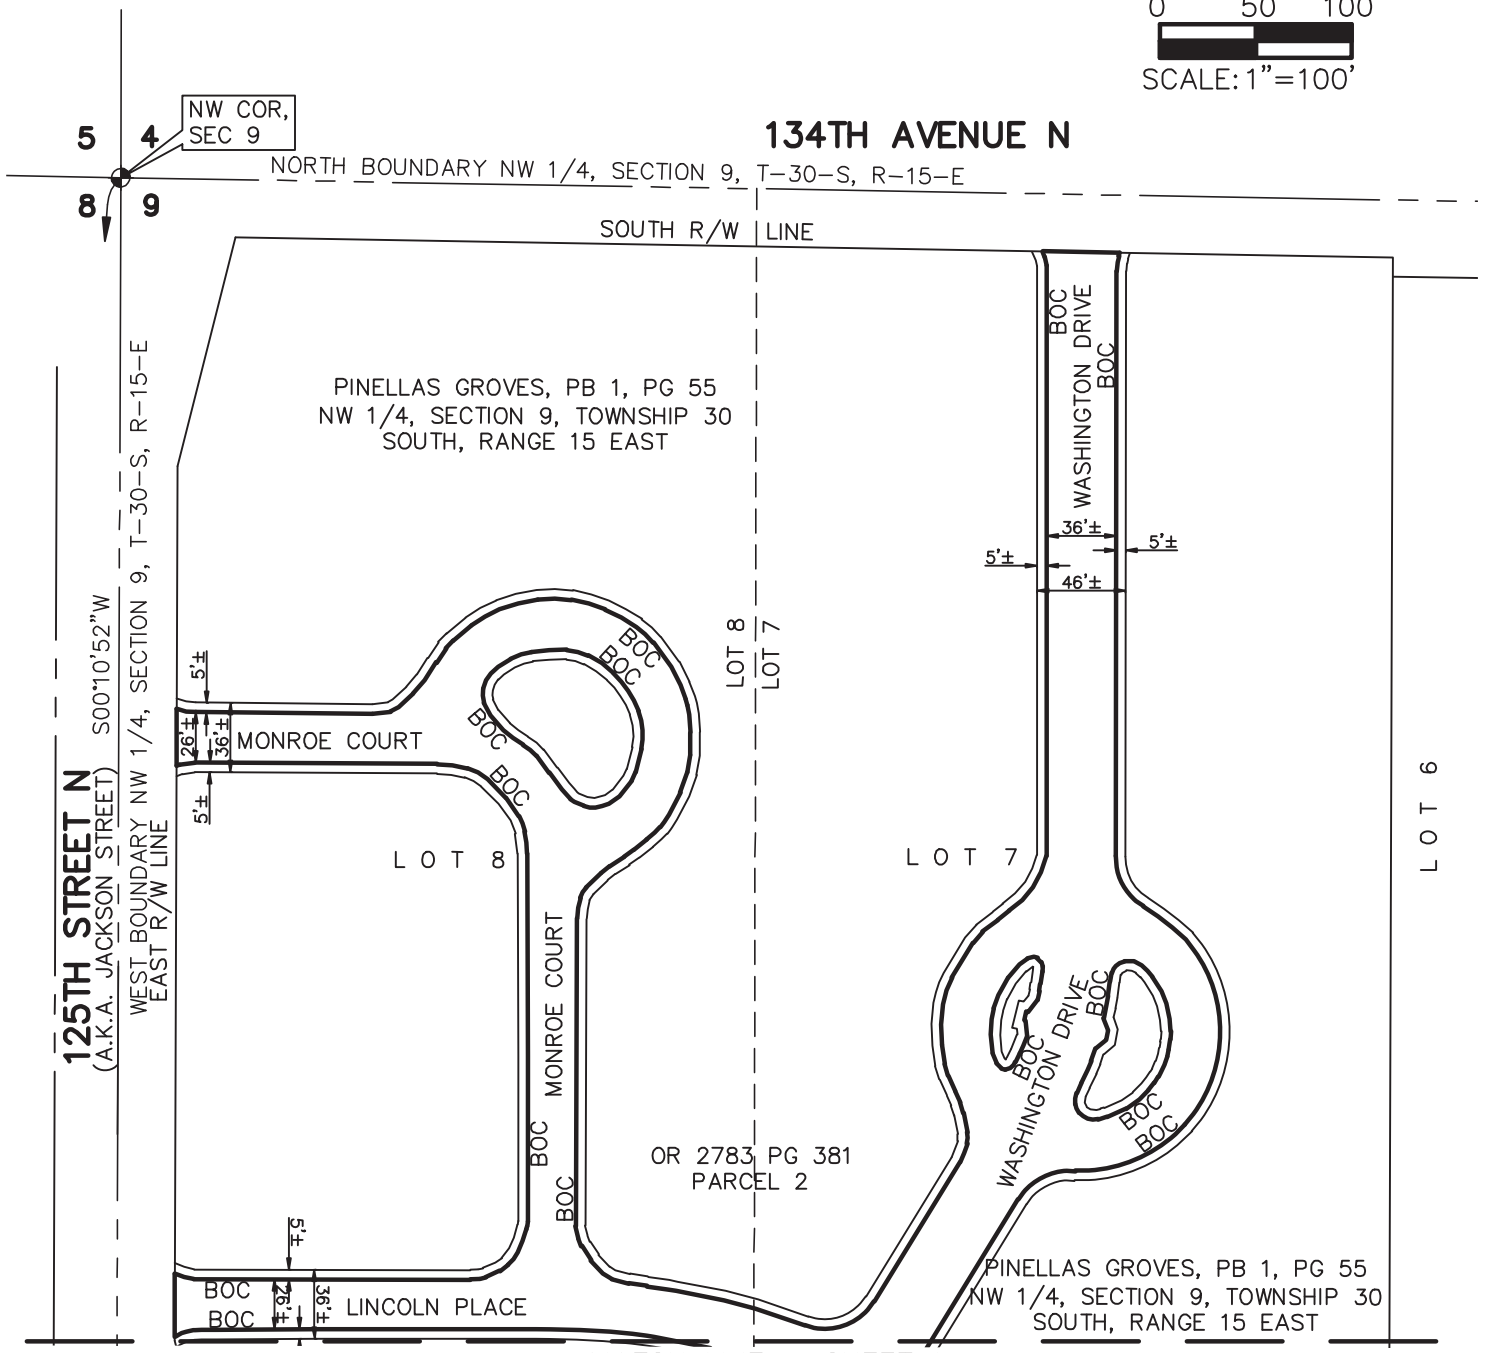 0 50 100
SCALE: 1"=100'
NW COR,
SEC 9
5 4
8 9
134TH AVENUE N
NORTH BOUNDARY NW 1/4, SECTION 9, T-30-S, R-15-E
SOUTH R/W LINE
PINELLAS GROVES, PB 1, PG 55
NW 1/4, SECTION 9, TOWNSHIP 30
SOUTH, RANGE 15 EAST
BOC
WASHINGTON DRIVE
BOC
36'±
5'±
5'±
46'±
125TH STREET N
(A.K.A. JACKSON STREET) S00°10'52"W
WEST BOUNDARY NW 1/4, SECTION 9, T-30-S, R-15-E
EAST R/W LINE
5'±
26'±
36'±
5'±
MONROE COURT
BOC
BOC
BOC
BOC
LOT 8
LOT 7
LOT 8
LOT 7
LOT 6
MONROE COURT
BOC
BOC
WASHINGTON DRIVE
BOC
BOC
WASHINGTON DRIVE
BOC
BOC
OR 2783 PG 381
PARCEL 2
5'±
BOC
BOC
26'±
36'±
LINCOLN PLACE
PINELLAS GROVES, PB 1, PG 55
NW 1/4, SECTION 9, TOWNSHIP 30
SOUTH, RANGE 15 EAST